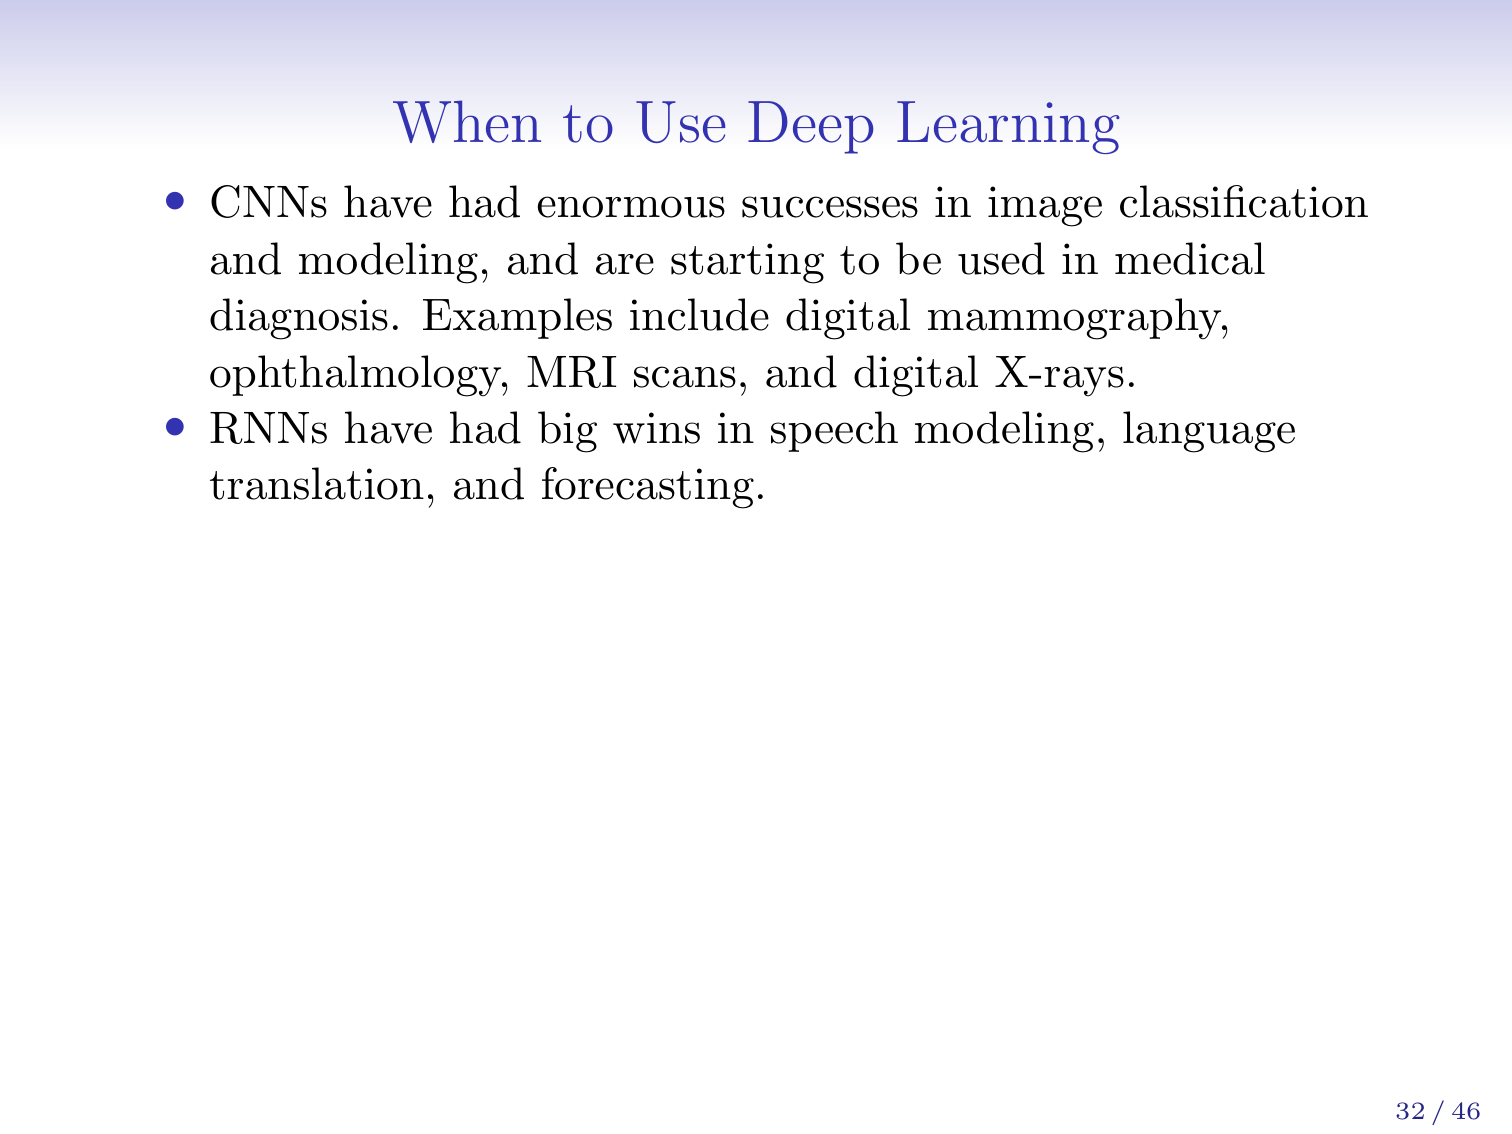 When to Use Deep Learning
• CNNs have had enormous successes in image classification
and modeling, and are starting to be used in medical
diagnosis. Examples include digital mammography,
ophthalmology, MRI scans, and digital X-rays.
• RNNs have had big wins in speech modeling, language
translation, and forecasting.
32 / 46